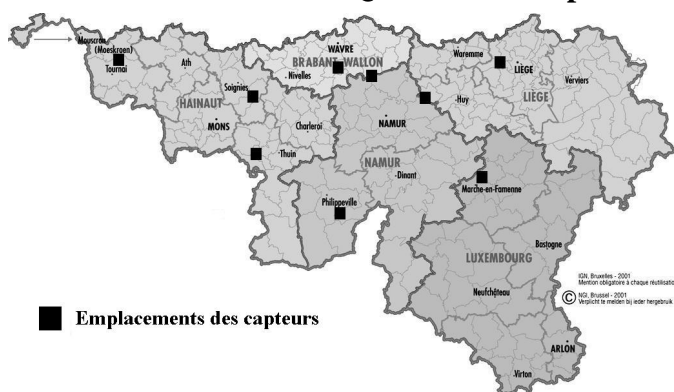 Mouscron
(Moeskroen)
Tournai
Ath
Soignies
HAINAUT
MONS
Charleroi
Thuin
WAVRE
BRABANT WALLON
Nivelles
Waremme
LIÈGE
Verviers
Huy
LIÈGE
NAMUR
NAMUR
Dinant
Philippeville
Marche-en-Famenne
Bastogne
LUXEMBOURG
Neufchâteau
ARLON
Virton
IGN, Bruxelles - 2001
Mention obligatoire à chaque réutilisation
© NGI, Brussel - 2001
Verplicht te melden bij ieder hergebruik
Emplacements des capteurs